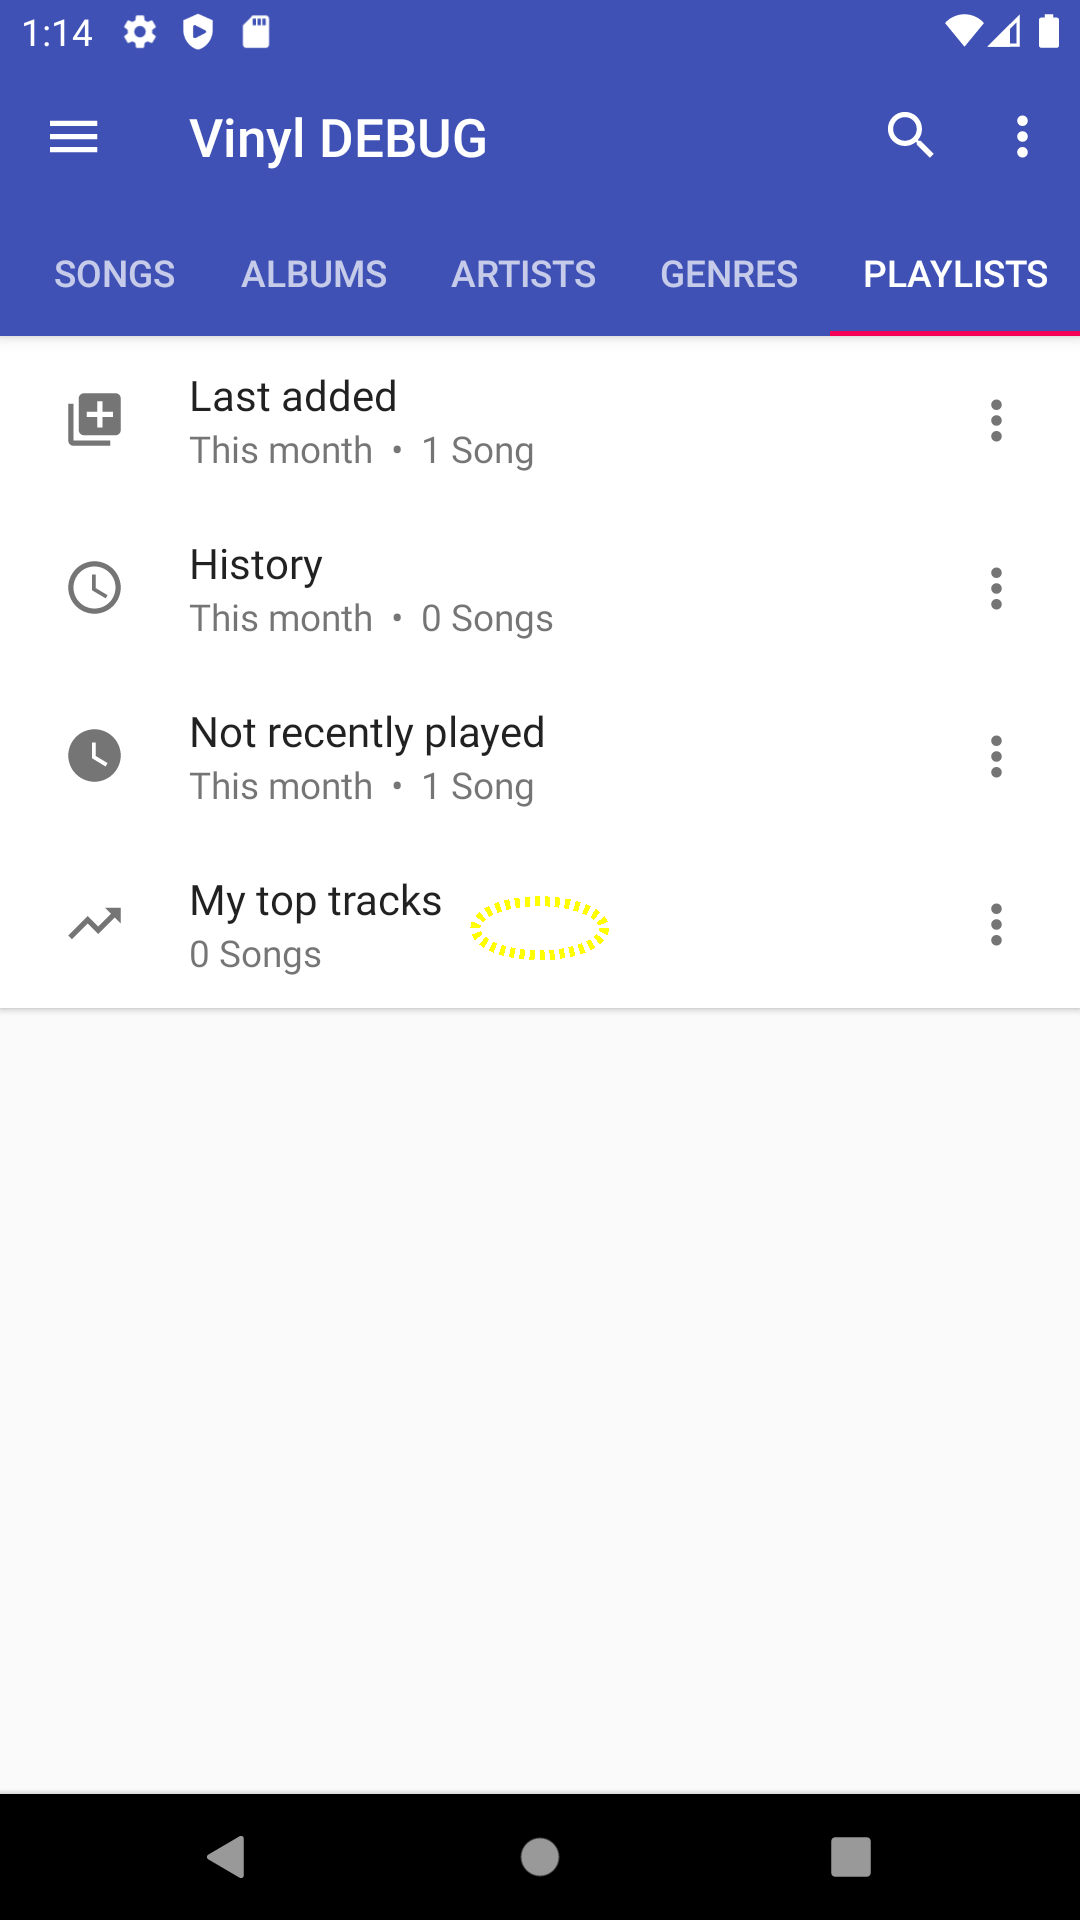 1:14
Vinyl DEBUG
SONGS ALBUMS ARTISTS GENRES PLAYLISTS
Last added
This month • 1 Song
History
This month • 0 Songs
Not recently played
This month • 1 Song
My top tracks
0 Songs